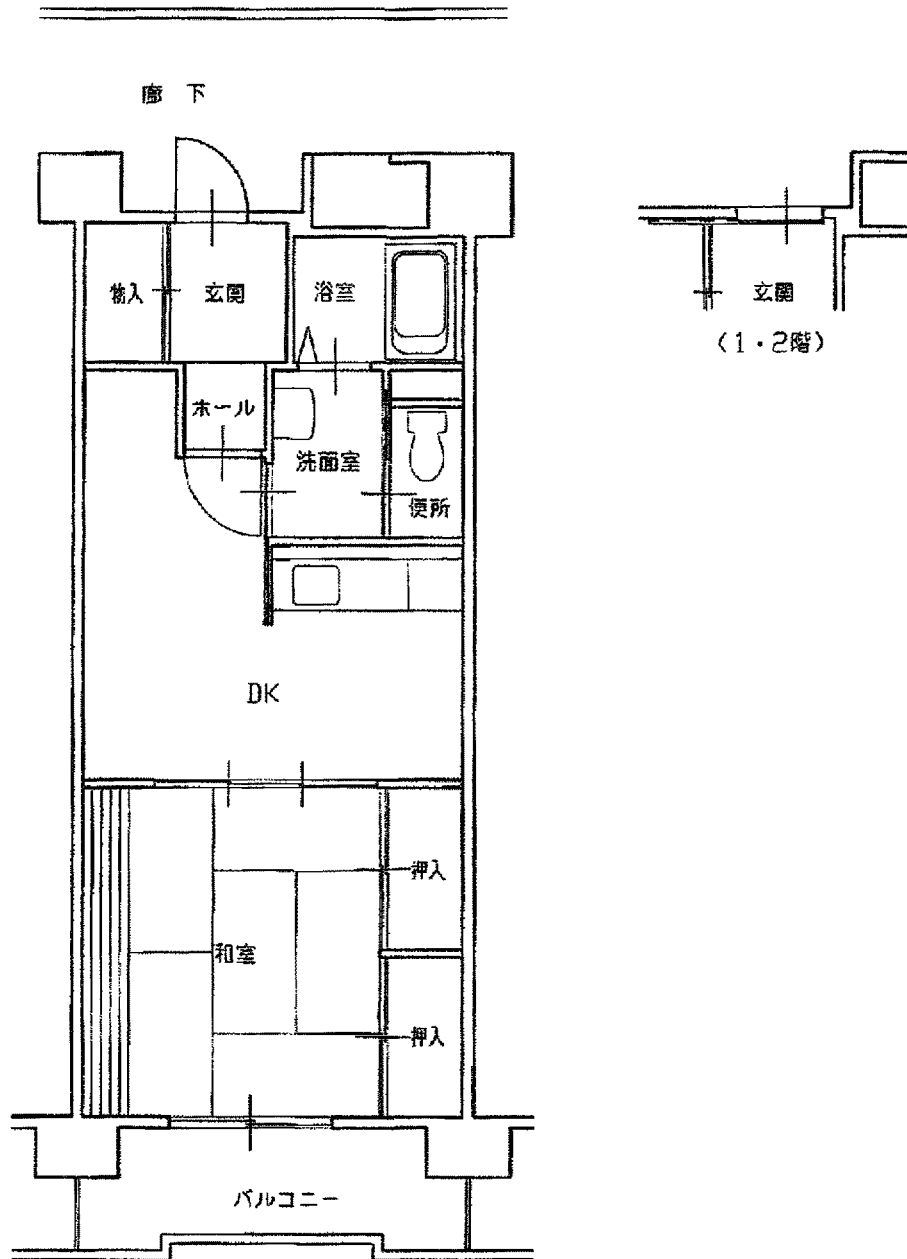 廊 下
物入
玄関
浴室
玄関
(1・2階)
ホール
洗面室
便所
DK
押入
和室
押入
バルコニー